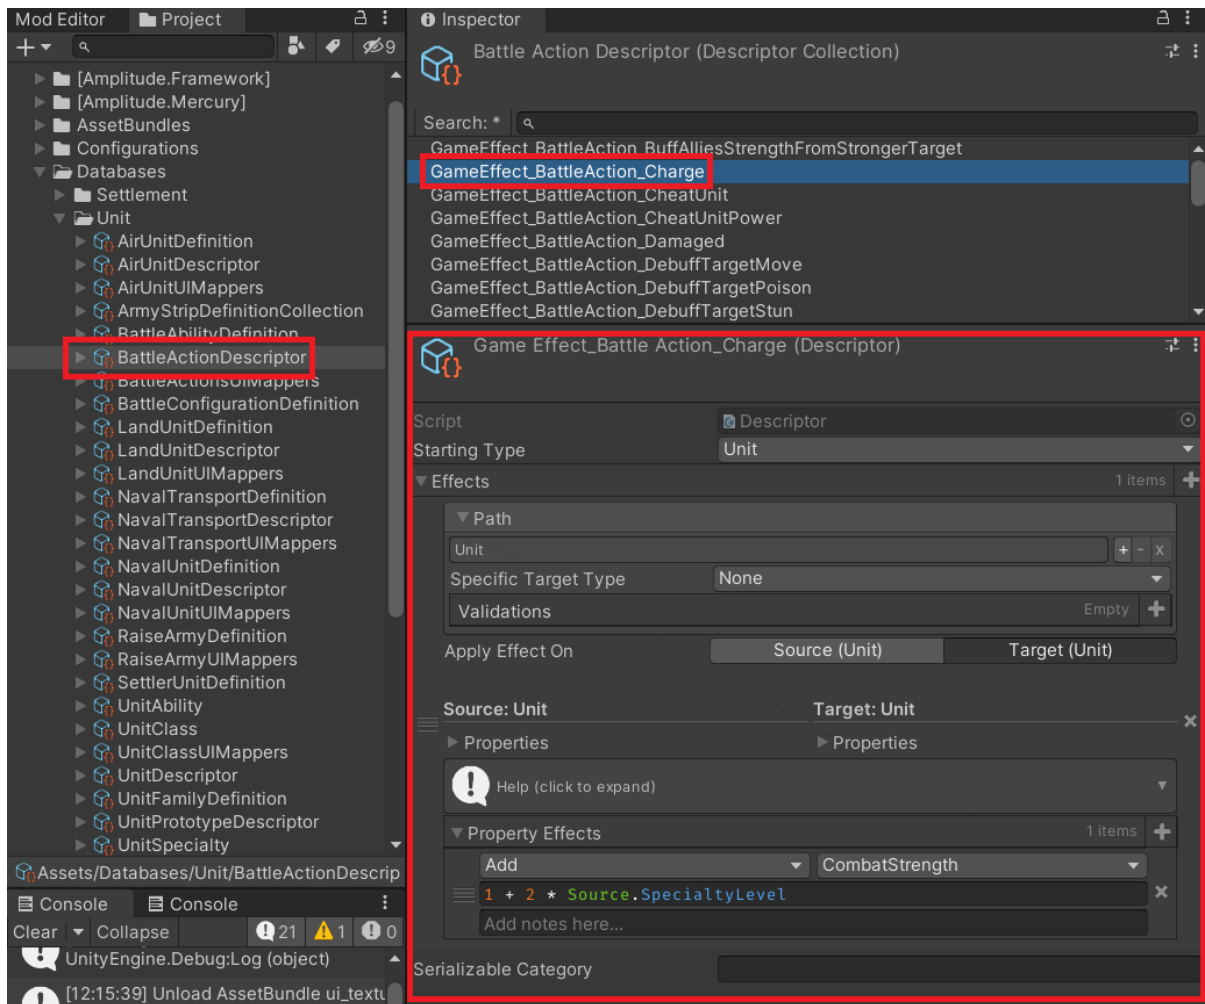 Mod Editor
Project
9
[Amplitude.Framework]
[Amplitude.Mercury]
AssetBundles
Configurations
Databases
Settlement
Unit
AirUnitDefinition
AirUnitDescriptor
AirUnitUIMappers
ArmyStripDefinitionCollection
BattleAbilityDefinition
BattleActionDescriptor
BattleActionsUIMappers
BattleConfigurationDefinition
LandUnitDefinition
LandUnitDescriptor
LandUnitUIMappers
NavalTransportDefinition
NavalTransportDescriptor
NavalTransportUIMappers
NavalUnitDefinition
NavalUnitDescriptor
NavalUnitUIMappers
RaiseArmyDefinition
RaiseArmyUIMappers
SettlerUnitDefinition
UnitAbility
UnitClass
UnitClassUIMappers
UnitDescriptor
UnitFamilyDefinition
UnitPrototypeDescriptor
UnitSpecialty
Assets/Databases/Unit/BattleActionDescrip
Console
Console
Clear
Collapse
21
1
0
UnityEngine.Debug:Log (object)
[12:15:39] Unload AssetBundle ui_textu
Inspector
Battle Action Descriptor (Descriptor Collection)
Search: *
GameEffect_BattleAction_BuffAlliesStrengthFromStrongerTarget
GameEffect_BattleAction_Charge
GameEffect_BattleAction_CheatUnit
GameEffect_BattleAction_CheatUnitPower
GameEffect_BattleAction_Damaged
GameEffect_BattleAction_DebuffTargetMove
GameEffect_BattleAction_DebuffTargetPoison
GameEffect_BattleAction_DebuffTargetStun
Game Effect_Battle Action_Charge (Descriptor)
Script
Descriptor
Starting Type
Unit
Effects
1 items
Path
Unit
+ - x
Specific Target Type
None
Validations
Empty
Apply Effect On
Source (Unit)
Target (Unit)
Source: Unit
Target: Unit
Properties
Properties
Help (click to expand)
Property Effects
1 items
Add
CombatStrength
1 + 2 * Source.SpecialtyLevel
Add notes here...
Serializable Category